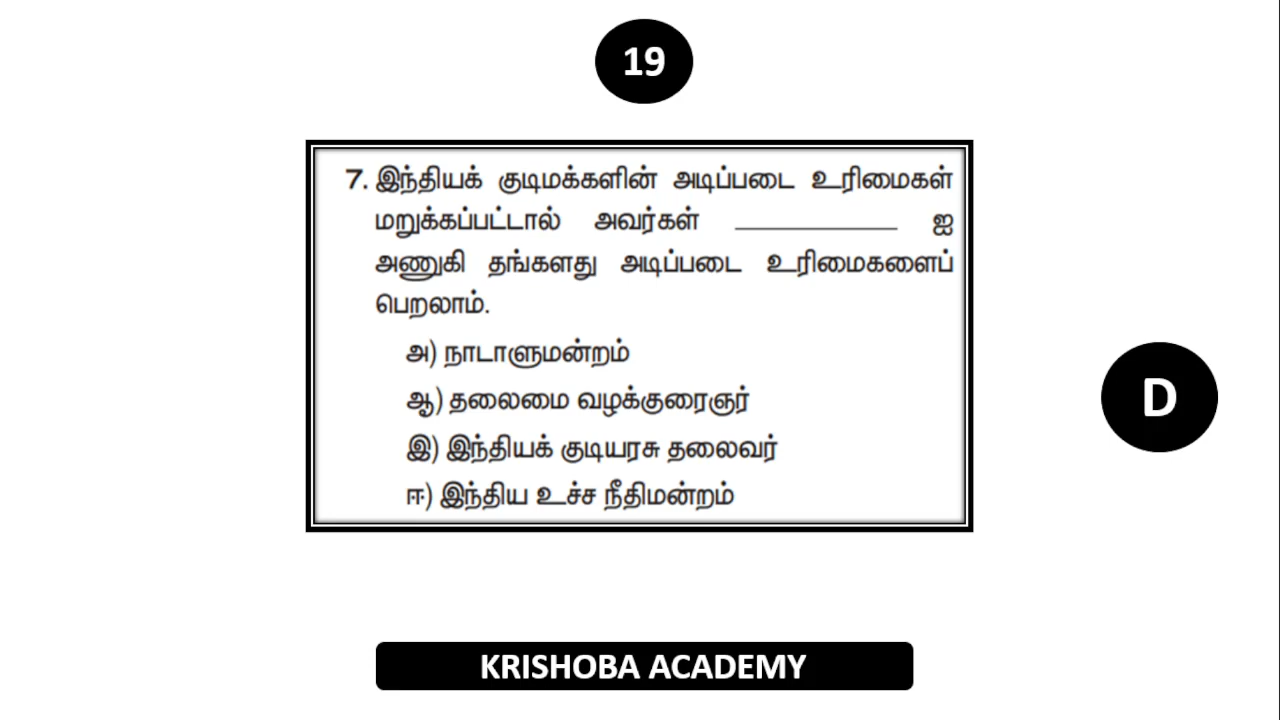 19
7. இந்தியக் குடிமக்களின் அடிப்படை உரிமைகள்
மறுக்கப்பட்டால் அவர்கள் ____________ ஐ
அணுகி தங்களது அடிப்படை உரிமைகளைப்
பெறலாம்.
அ) நாடாளுமன்றம்
ஆ) தலைமை வழக்குரைஞர்
இ) இந்தியக் குடியரசு தலைவர்
ஈ) இந்திய உச்ச நீதிமன்றம்
D
KRISHOBA ACADEMY